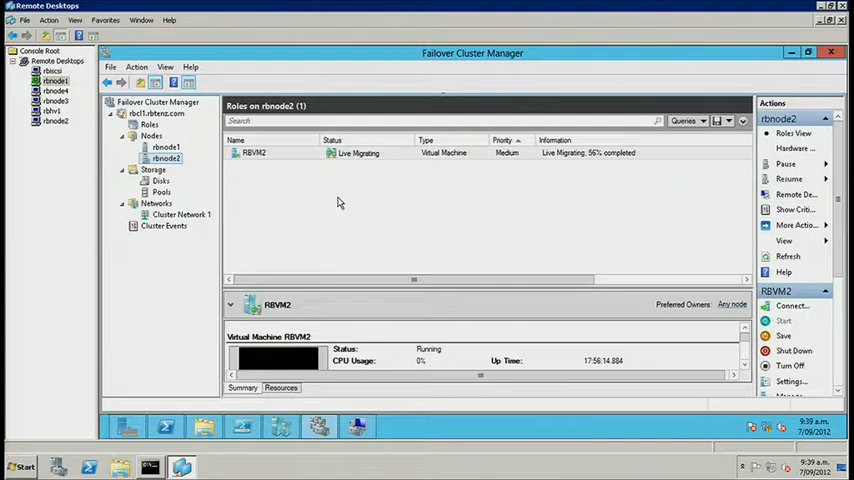 Remote Desktops
File Action View Favorites Window Help
Console Root
Remote Desktops
rbiscsi
rbnode1
rbnode4
rbnode3
rbhv1
rbnode2
Failover Cluster Manager
File Action View Help
Failover Cluster Manager
rbcl1.rbtenz.com
Roles
Nodes
rbnode1
rbnode2
Storage
Disks
Pools
Networks
Cluster Network 1
Cluster Events
Roles on rbnode2 (1)
Search
Queries
Name Status Type Priority Information
RBVM2 Live Migrating Virtual Machine Medium Live Migrating, 56% completed
RBVM2 Preferred Owners: Any node
Virtual Machine RBVM2
Status: Running
CPU Usage: 0% Up Time: 17:56:14.884
Summary Resources
Actions
rbnode2
Roles View
Hardware ...
Pause
Resume
Remote De...
Show Criti...
More Actio...
View
Refresh
Help
RBVM2
Connect...
Start
Save
Shut Down
Turn Off
Settings...
9:39 a.m.
7/09/2012
Start
9:39 a.m.
7/09/2012